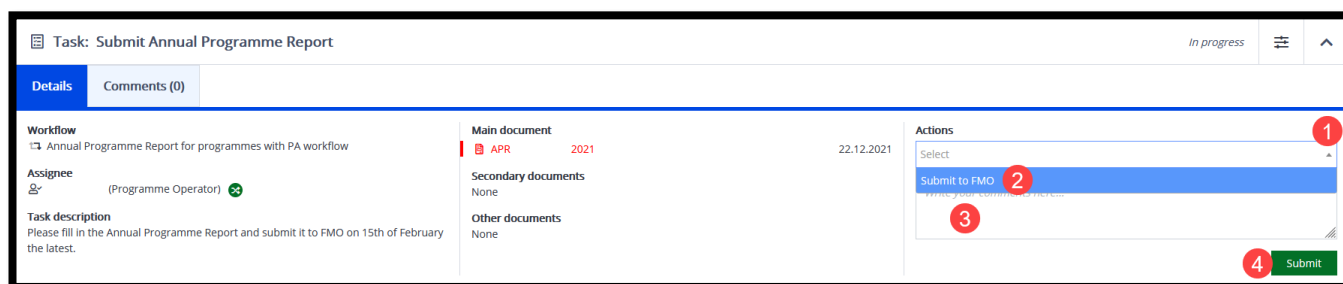 Task: Submit Annual Programme Report
In progress
Details
Comments (0)
Workflow
Annual Programme Report for programmes with PA workflow
Assignee
(Programme Operator)
Task description
Please fill in the Annual Programme Report and submit it to FMO on 15th of February
the latest.
Main document
APR 2021 22.12.2021
Secondary documents
None
Other documents
None
Actions
1
Select
Submit to FMO 2
Write your comments here...
3
4 Submit